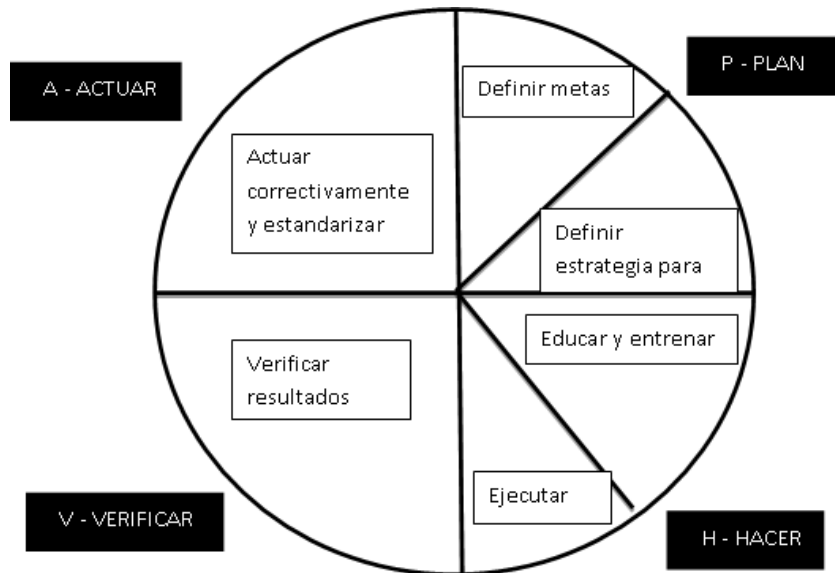 A - ACTUAR
P - PLAN
Definir metas
Actuar
correctivamente
y estandarizar
Definir
estrategia para
Educar y entrenar
Verificar
resultados
Ejecutar
V - VERIFICAR
H - HACER